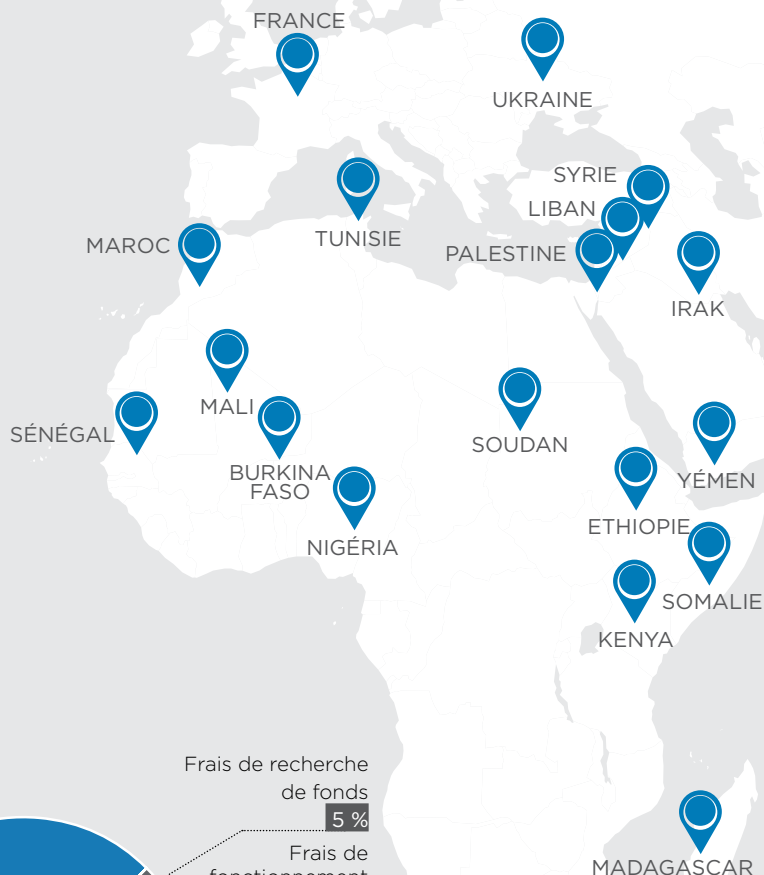 FRANCE
UKRAINE
SYRIE
LIBAN
TUNISIE
MAROC
PALESTINE
IRAK
MALI
SÉNÉGAL
SOUDAN
BURKINA
FASO
YÉMEN
ETHIOPIE
NIGÉRIA
SOMALIE
KENYA
Frais de recherche
de fonds
5 %
Frais de
fonctionnement
MADAGASCAR